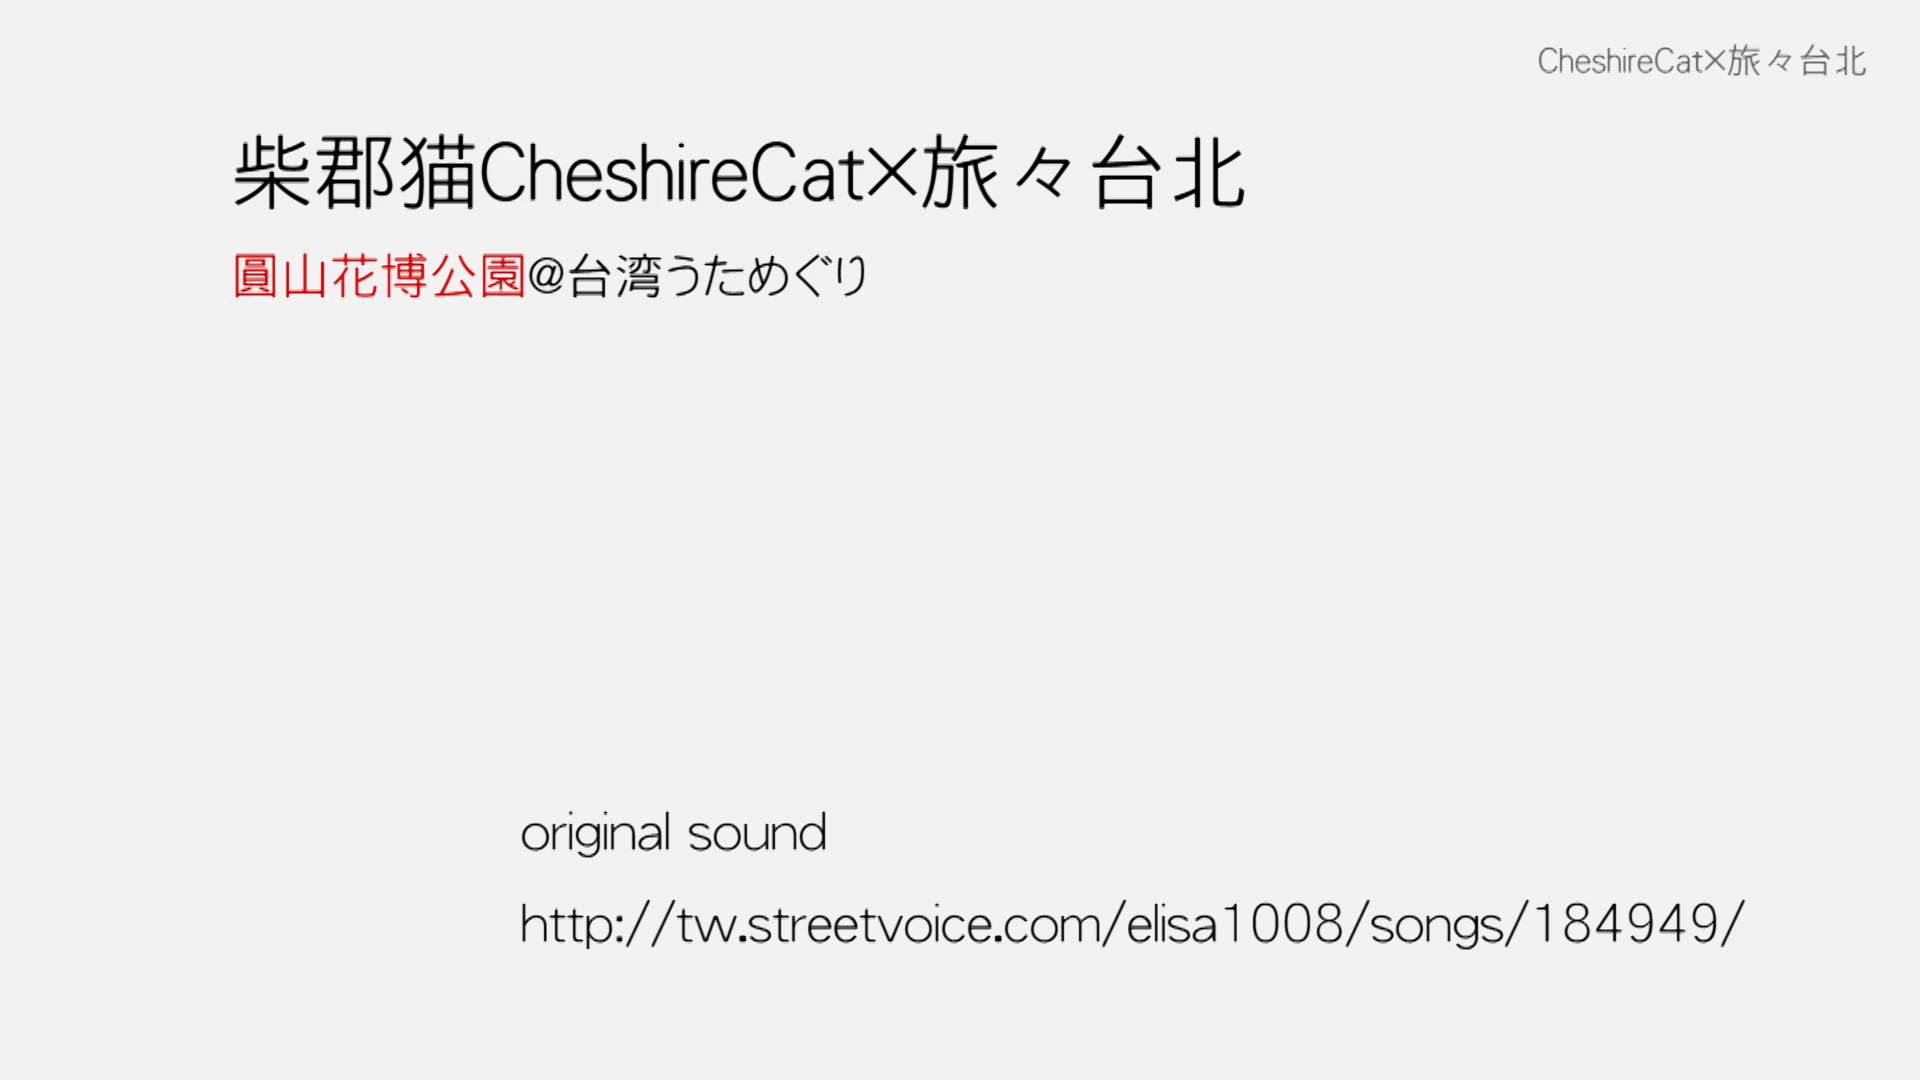 CheshireCat×旅々台北
柴郡猫CheshireCat×旅々台北
圓山花博公園@台湾うためぐり
original sound
http://tw.streetvoice.com/elisa1008/songs/184949/